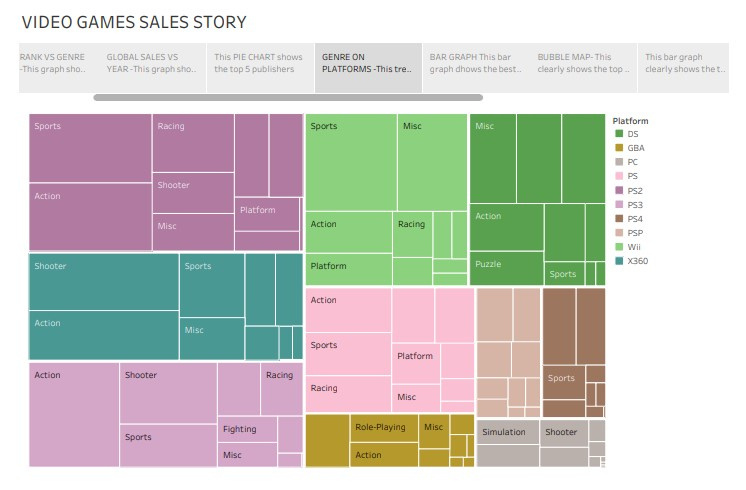 VIDEO GAMES SALES STORY
RANK VS GENRE
-This graph sho..
GLOBAL SALES VS
YEAR -This graph sho..
This PIE CHART shows
the top 5 publishers
GENRE ON
PLATFORMS -This tre..
BAR GRAPH This bar
graph dhows the best..
BUBBLE MAP- This
clearly shows the top ..
This bar graph
clearly shows the t..
Sports
Racing
Action
Shooter
Platform
Misc
Shooter
Sports
Action
Misc
Action
Shooter
Racing
Sports
Fighting
Misc
Sports
Misc
Action
Racing
Platform
Misc
Action
Puzzle
Sports
Action
Sports
Platform
Racing
Misc
Role-Playing
Misc
Action
Sports
Simulation
Shooter
Platform
DS
GBA
PC
PS
PS2
PS3
PS4
PSP
Wii
X360